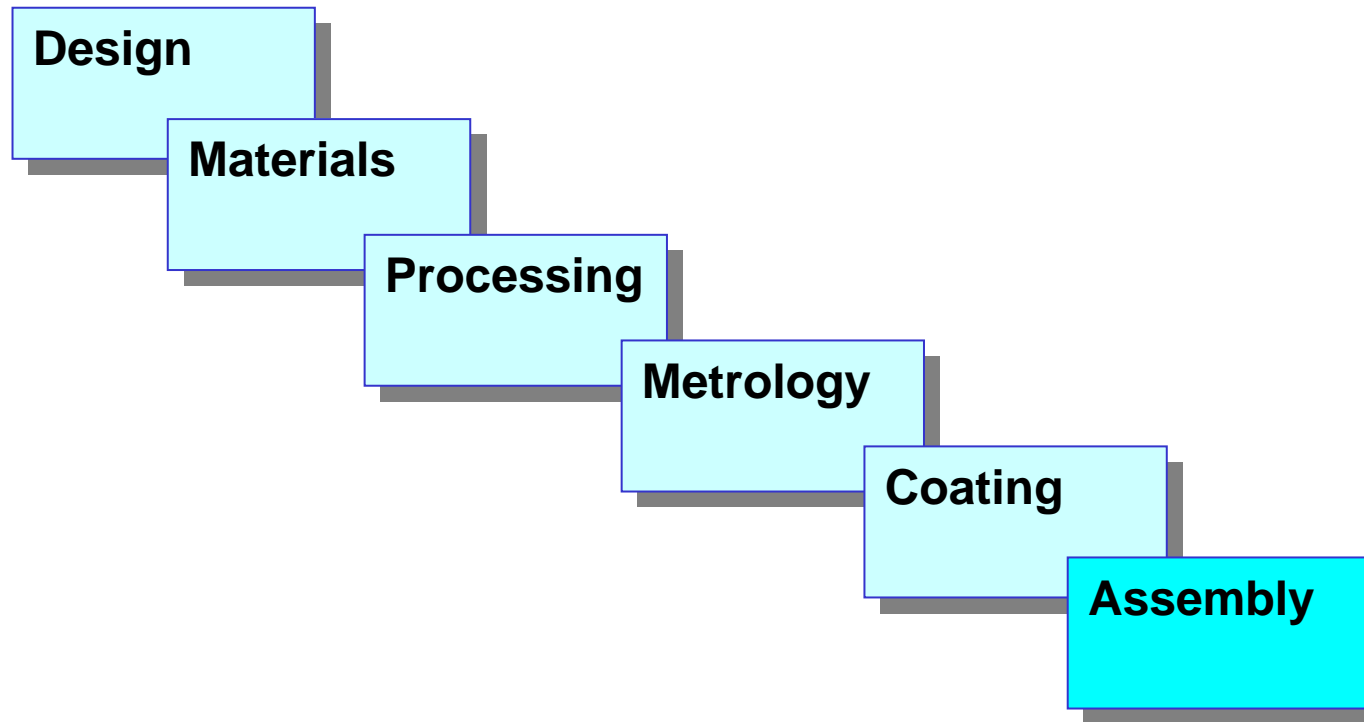 Design
Materials
Processing
Metrology
Coating
Assembly